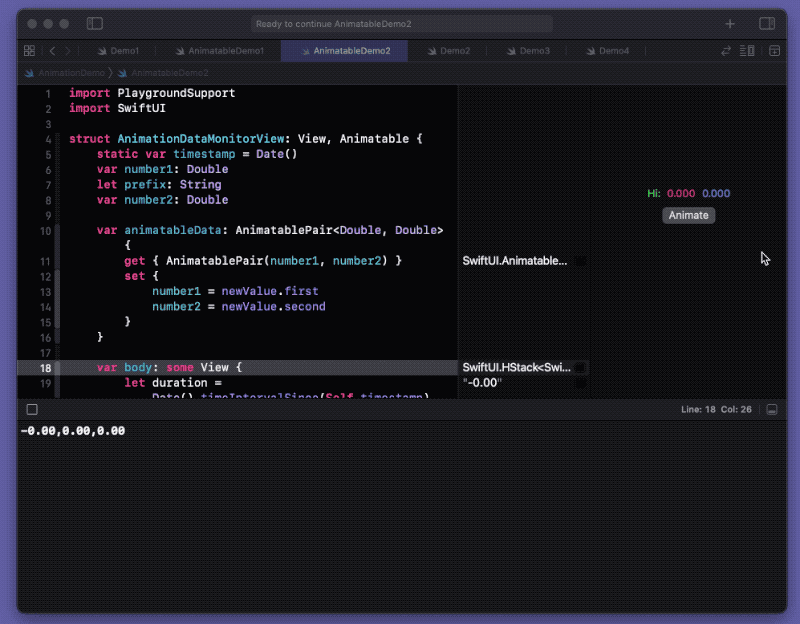 Ready to continue AnimatableDemo2
Demo1
AnimatableDemo1
AnimatableDemo2
Demo2
Demo3
Demo4
AnimationDemo
AnimatableDemo2
1 import PlaygroundSupport
2 import SwiftUI
3
4 struct AnimationDataMonitorView: View, Animatable {
5 static var timestamp = Date()
6 var number1: Double
7 let prefix: String
8 var number2: Double
9
10 var animatableData: AnimatablePair<Double, Double>
{
11 get { AnimatablePair(number1, number2) }
12 set {
13 number1 = newValue.first
14 number2 = newValue.second
15 }
16 }
17
18 var body: some View {
19 let duration =
Date().timeIntervalSince(Self.timestamp)
SwiftUI.Animatable...
SwiftUI.HStack<Swi...
"-0.00"
Hi: 0.000 0.000
Animate
Line: 18 Col: 26
-0.00,0.00,0.00